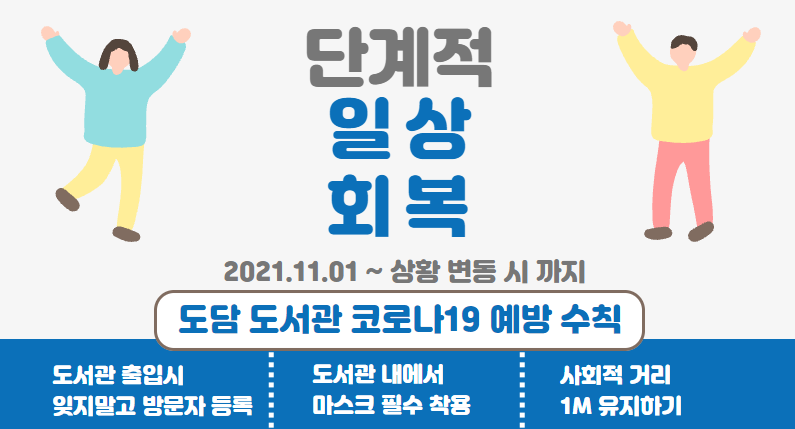 단계적
일상
회복
2021.11.01 ~ 상황 변동 시 까지
도담 도서관 코로나19 예방 수칙
도서관 출입시
잊지말고 방문자 등록
도서관 내에서
마스크 필수 착용
사회적 거리
1M 유지하기